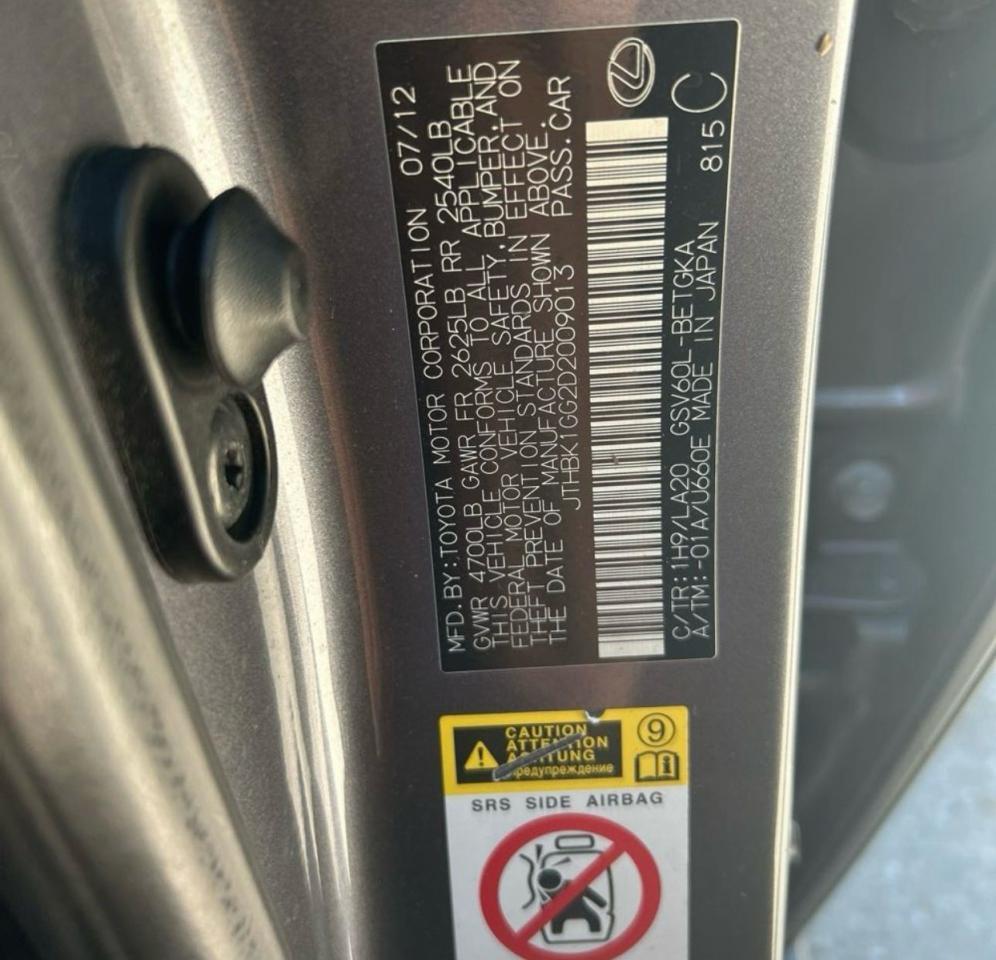 MFD.BY:TOYOTA MOTOR CORPORATION 07/12
GVWR 4700LB GAWR FR 2625LB RR 2540LB
THIS VEHICLE CONFORMS TO ALL APPLICABLE
FEDERAL MOTOR VEHICLE SAFETY,BUMPER,AND
THEFT PREVENTION STANDARDS IN EFFECT ON
THE DATE OF MANUFACTURE SHOWN ABOVE.
JTHBK1GG2D2009013 PASS.CAR
C/TR:1H9/LA20 GSV60L-BETGKA
A/TM:-01A/U660E MADE IN JAPAN 815 C
CAUTION
ATTENTION
ACHTUNG
предупреждение
9
SRS SIDE AIRBAG